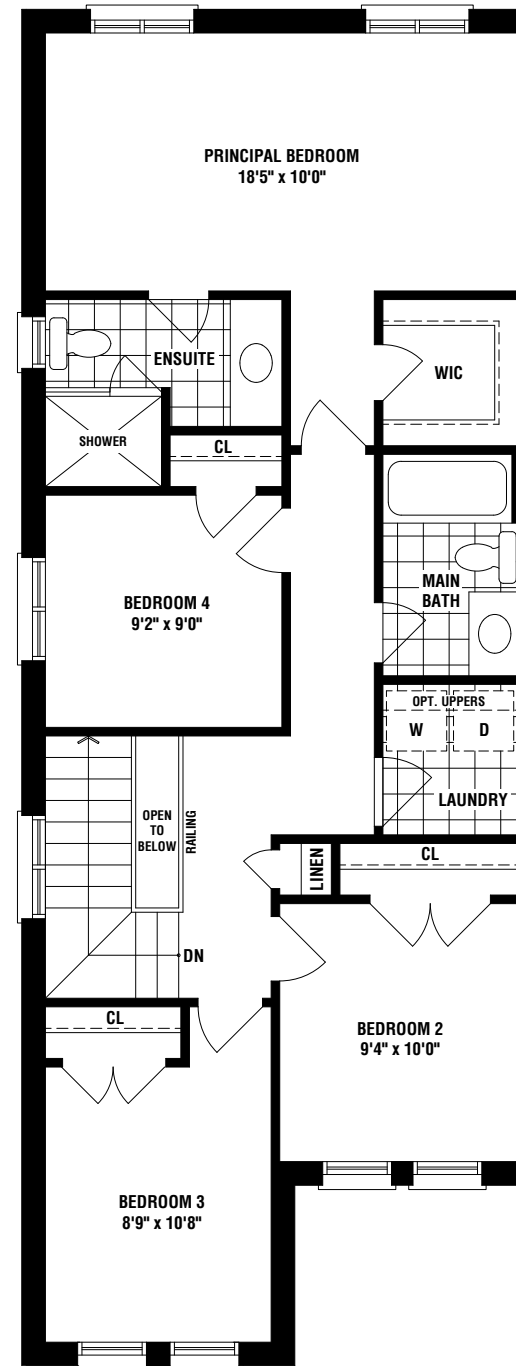 PRINCIPAL BEDROOM
18'5" x 10'0"
ENSUITE
WIC
SHOWER
CL
MAIN
BATH
BEDROOM 4
9'2" x 9'0"
OPT. UPPERS
W
D
LAUNDRY
OPEN
TO
BELOW
RAILING
LINEN
CL
DN
CL
BEDROOM 2
9'4" x 10'0"
BEDROOM 3
8'9" x 10'8"